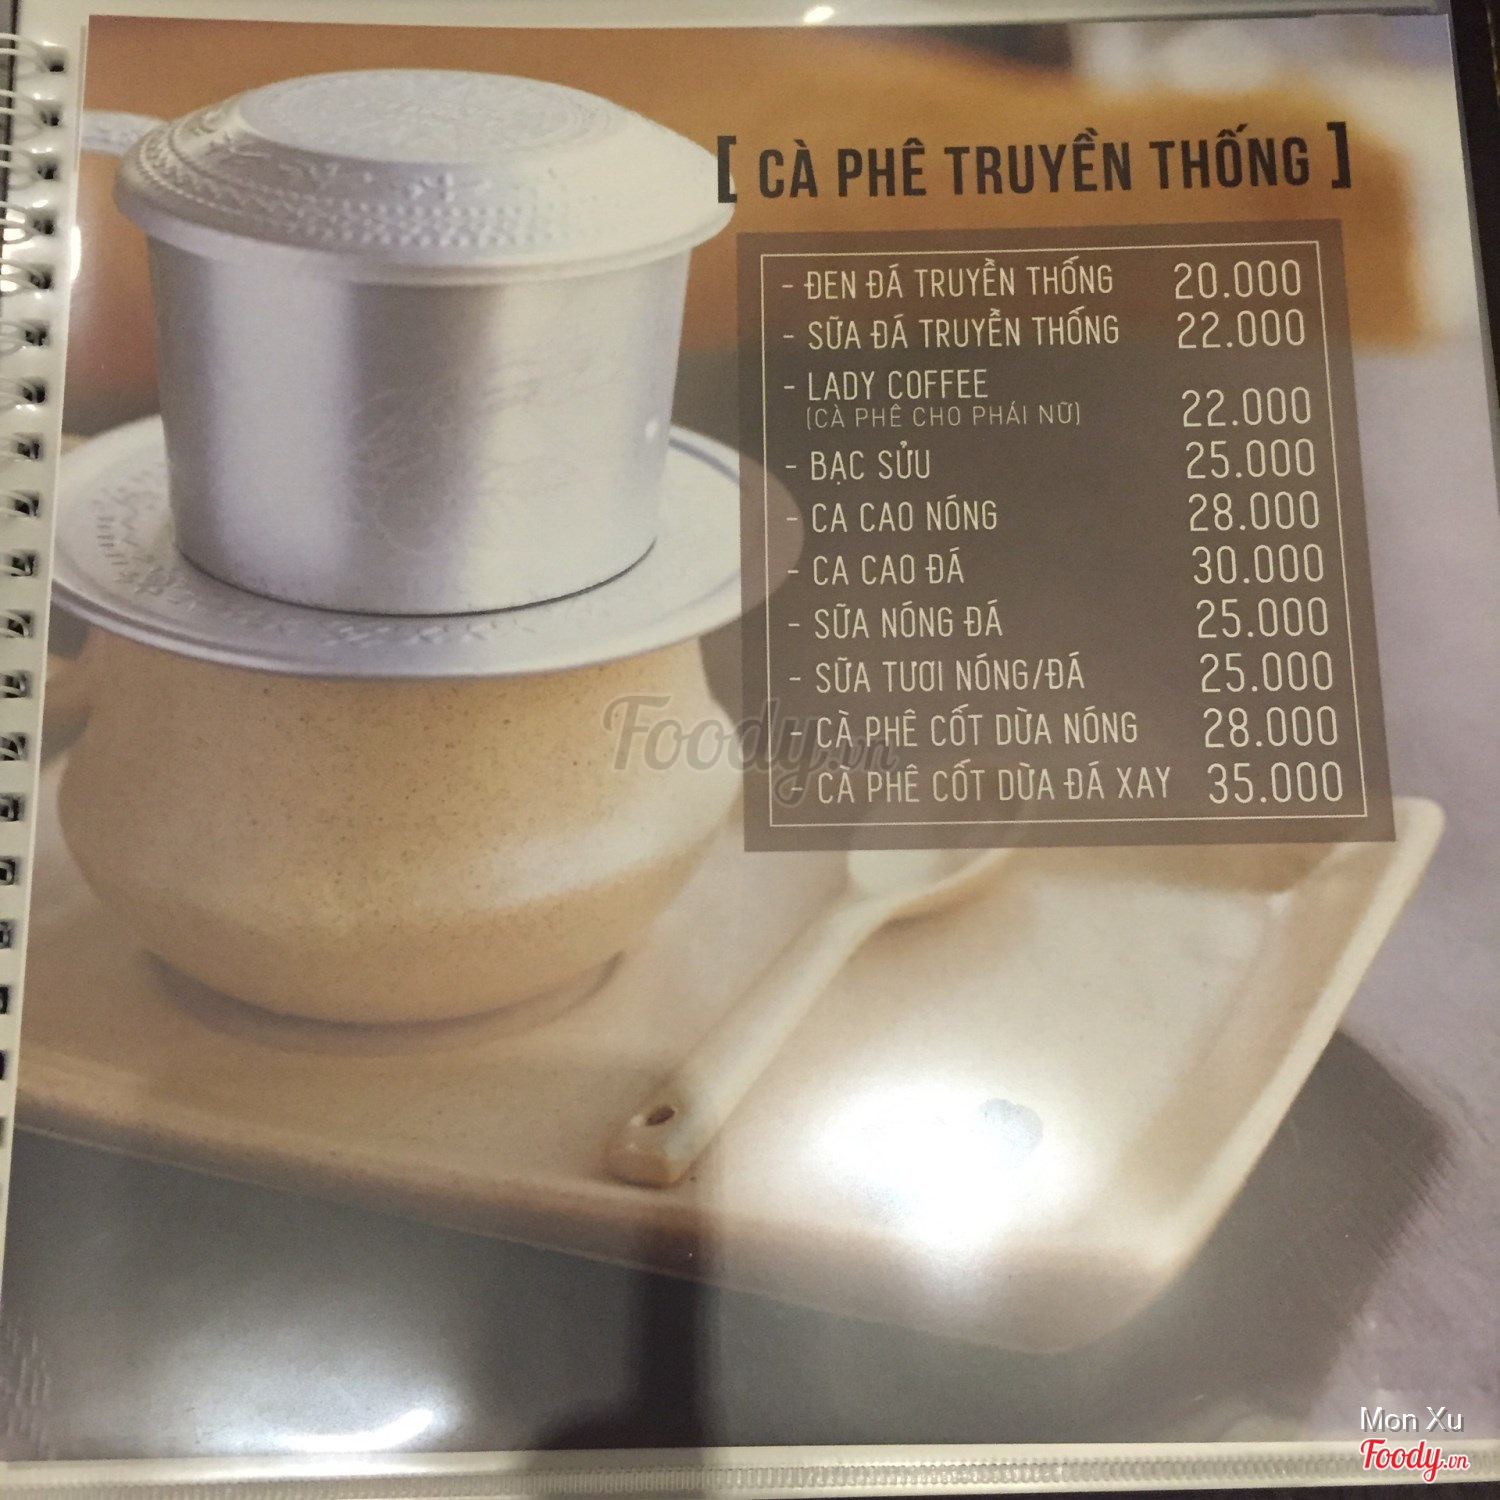 [ CÀ PHÊ TRUYỀN THỐNG ]
- ĐEN ĐÁ TRUYỀN THỐNG 20.000
- SỮA ĐÁ TRUYỀN THỐNG 22.000
- LADY COFFEE
(CÀ PHÊ CHO PHÁI NỮ) 22.000
- BẠC SỬU 25.000
- CA CAO NÓNG 28.000
- CA CAO ĐÁ 30.000
- SỮA NÓNG ĐÁ 25.000
- SỮA TƯƠI NÓNG/ĐÁ 25.000
- CÀ PHÊ CỐT DỪA NÓNG 28.000
- CÀ PHÊ CỐT DỪA ĐÁ XAY 35.000
Foody.vn
Mon Xu
Foody.vn